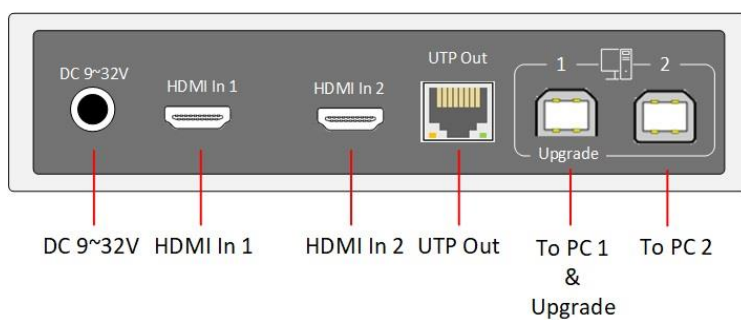 UTP Out
1
2
DC 9~32V
HDMI In 1
HDMI In 2
Upgrade
DC 9~32V
HDMI In 1
HDMI In 2
UTP Out
To PC 1
&
Upgrade
To PC 2